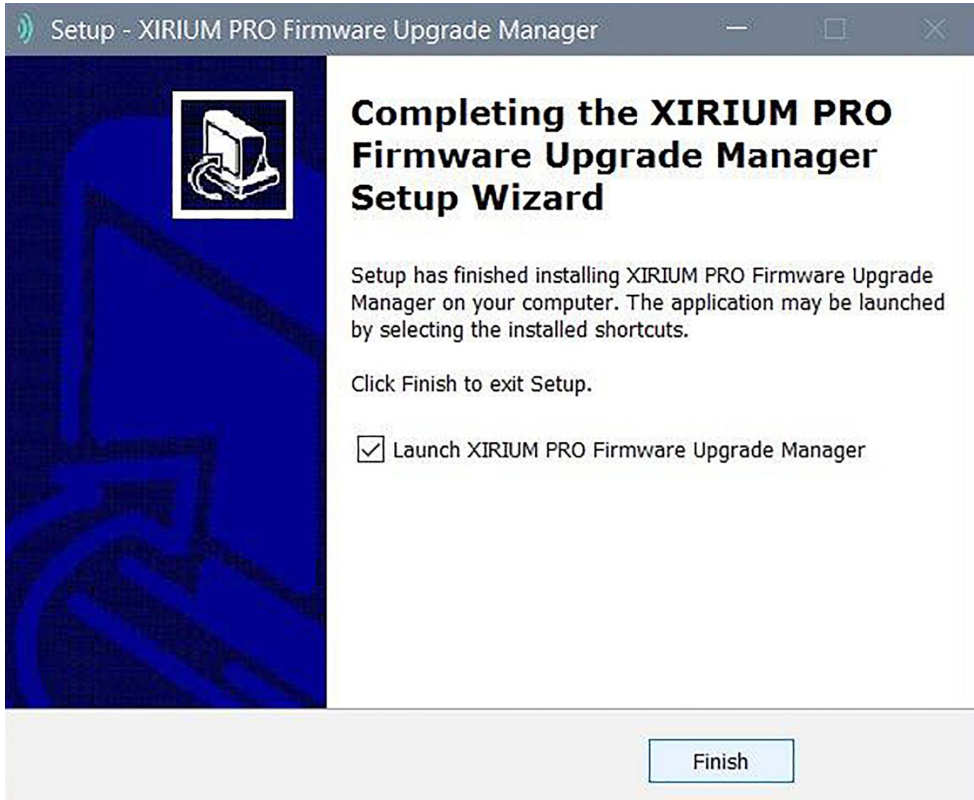 Setup - XIRIUM PRO Firmware Upgrade Manager
Completing the XIRIUM PRO
Firmware Upgrade Manager
Setup Wizard
Setup has finished installing XIRIUM PRO Firmware Upgrade
Manager on your computer. The application may be launched
by selecting the installed shortcuts.
Click Finish to exit Setup.
Launch XIRIUM PRO Firmware Upgrade Manager
Finish